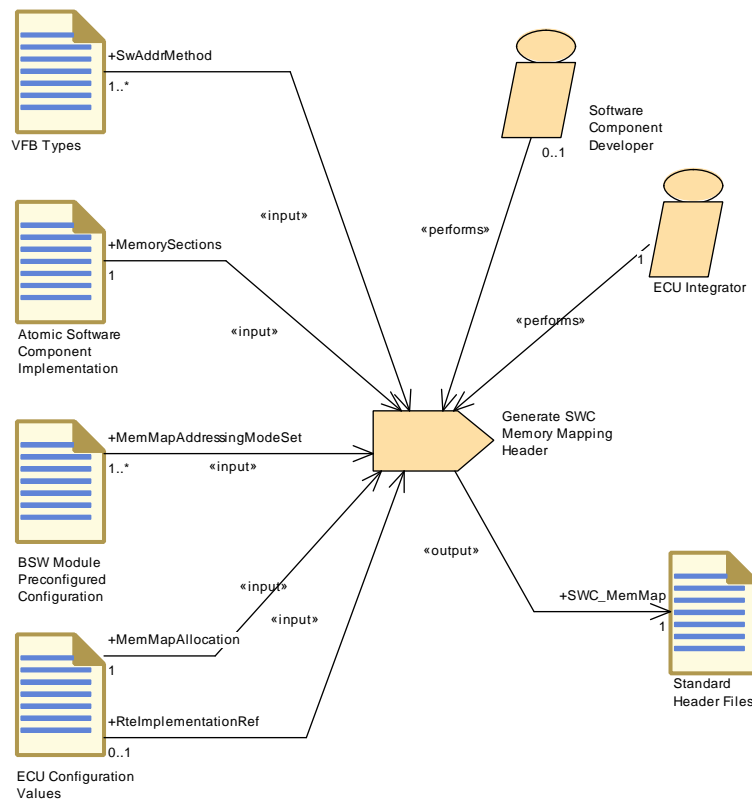 +SwAddrMethod
1..*
VFB Types
«input»
Software
Component
Developer
0..1
«performs»
ECU Integrator
1
«performs»
+MemorySections
1
Atomic Software
Component
Implementation
«input»
Generate SWC
Memory Mapping
Header
+MemMapAddressingModeSet
1..*
«input»
BSW Module
Preconfigured
Configuration
«output»
+SWC_MemMap
1
Standard
Header Files
«input»
«input»
+MemMapAllocation
1
+RteImplementationRef
0..1
ECU Configuration
Values